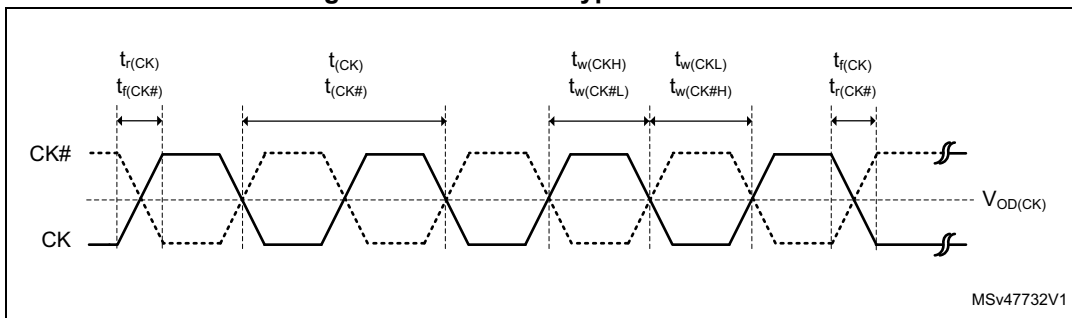 t_r(CK) t_(CK) t_w(CKH) t_w(CKL) t_f(CK)
t_f(CK#) t_(CK#) t_w(CK#L) t_w(CK#H) t_r(CK#)
CK#
V_OD(CK)
CK
MSv47732V1